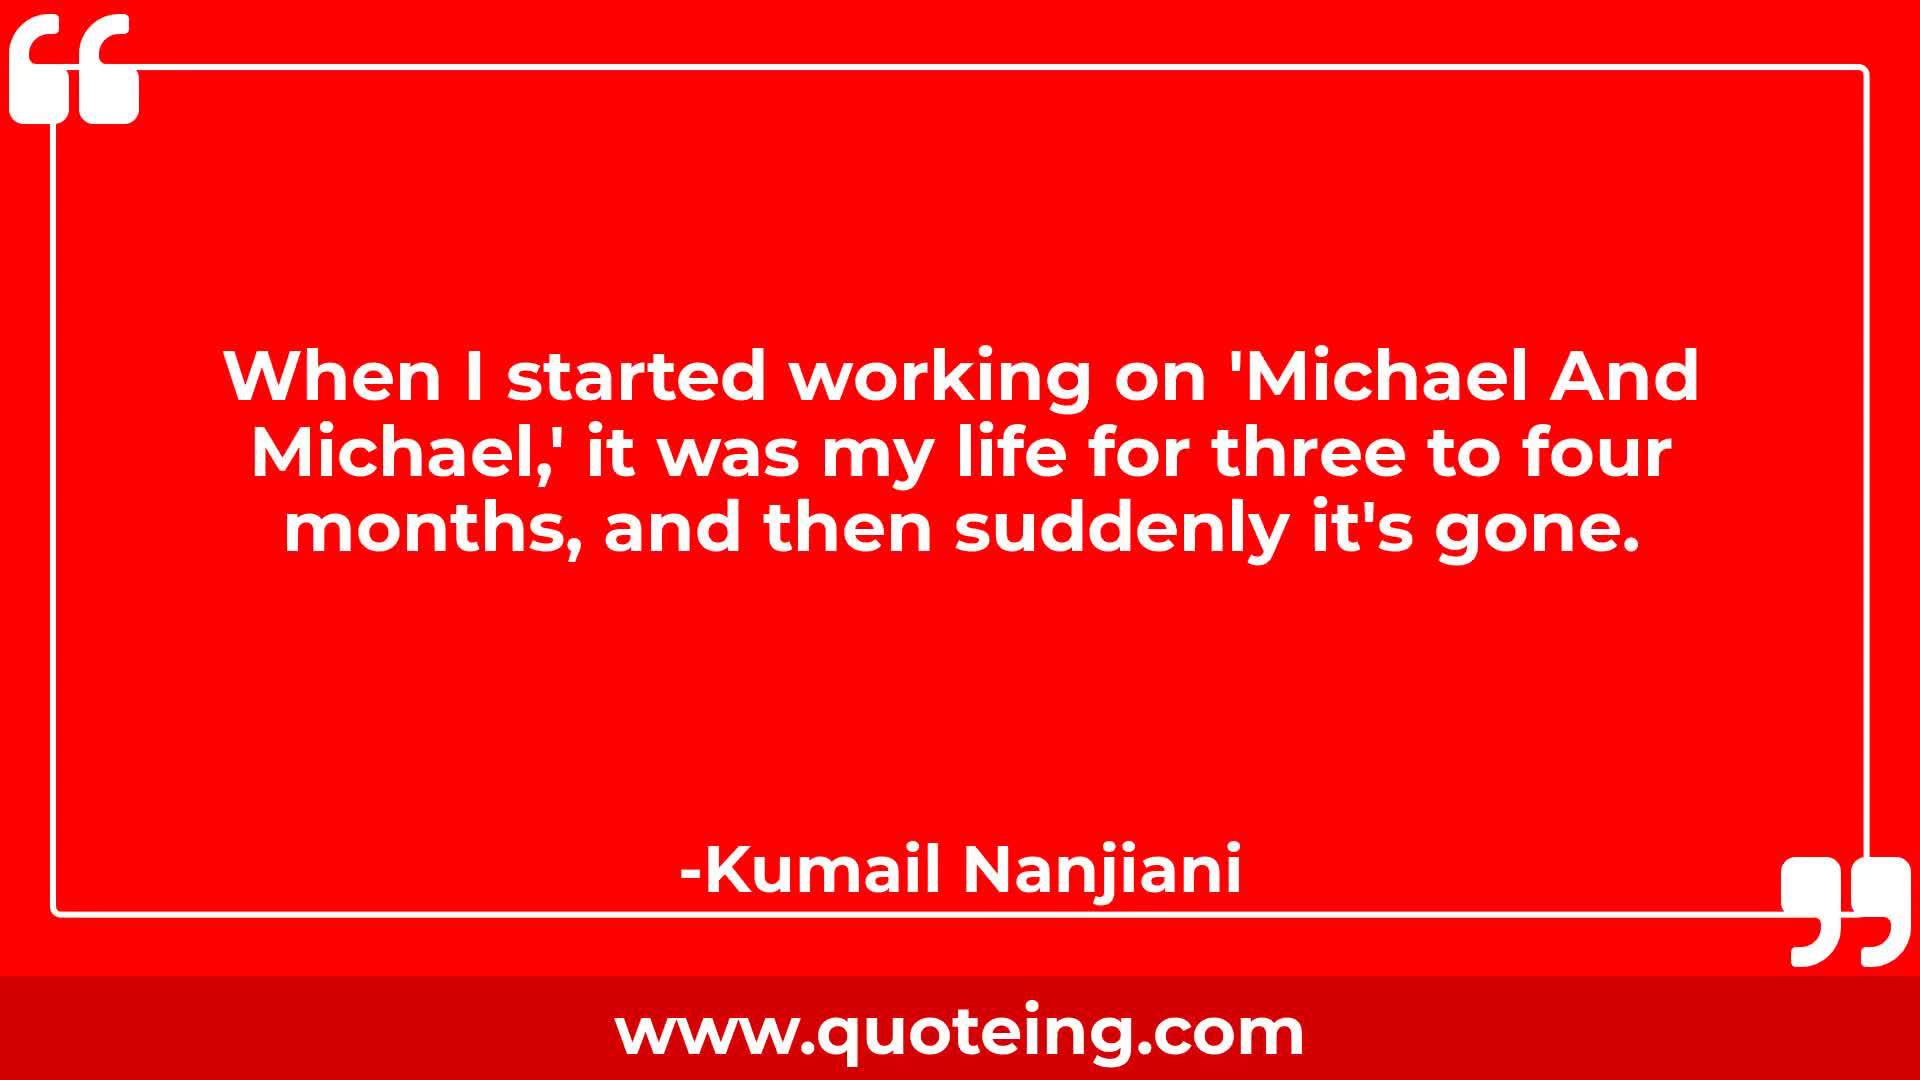 When I started working on 'Michael And
Michael,' it was my life for three to four
months, and then suddenly it's gone.
-Kumail Nanjiani
www.quoteing.com